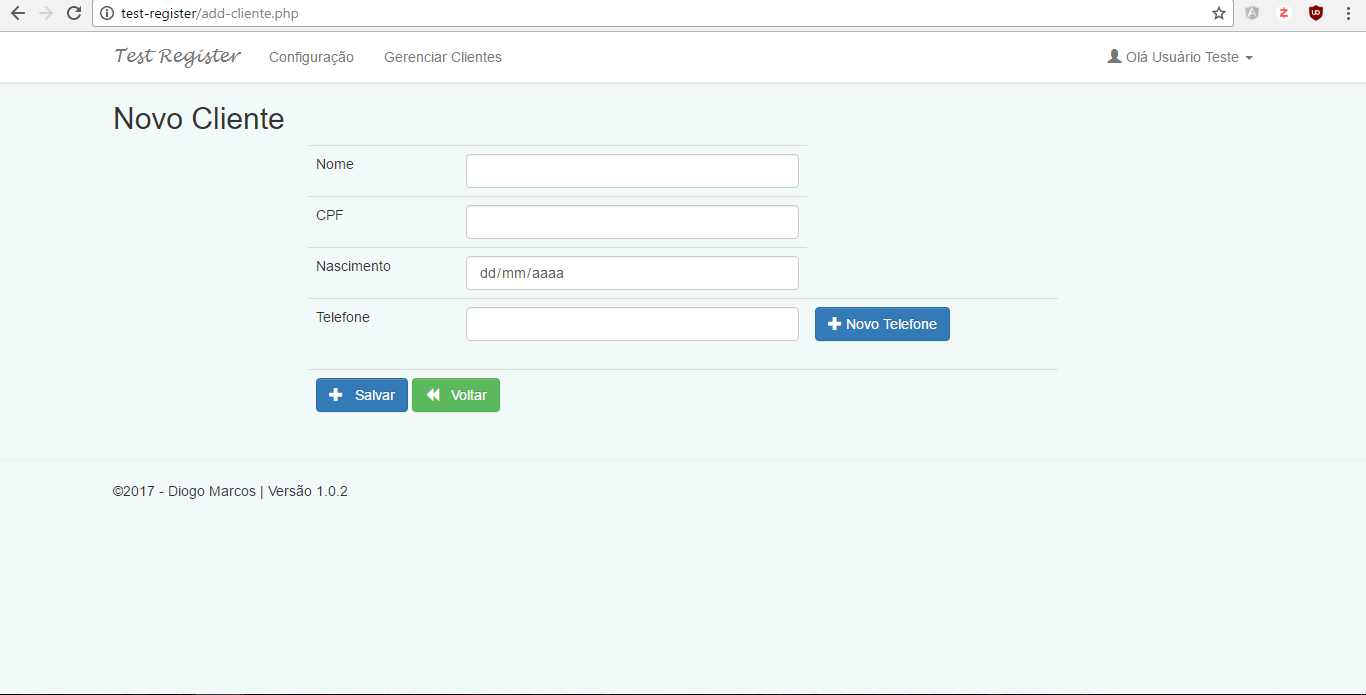 test-register/add-cliente.php
Test Register Configuração Gerenciar Clientes Olá Usuário Teste
Novo Cliente
Nome
CPF
Nascimento dd/mm/aaaa
Telefone Novo Telefone
Salvar Voltar
©2017 - Diogo Marcos | Versão 1.0.2